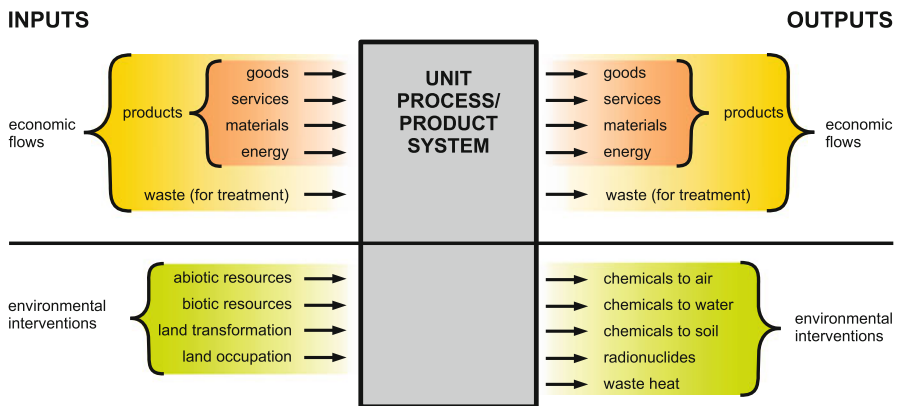 INPUTS
OUTPUTS
UNIT
PROCESS/
PRODUCT
SYSTEM
economic
flows
products
goods
services
materials
energy
waste (for treatment)
goods
services
materials
energy
products
waste (for treatment)
economic
flows
environmental
interventions
abiotic resources
biotic resources
land transformation
land occupation
chemicals to air
chemicals to water
chemicals to soil
radionuclides
waste heat
environmental
interventions